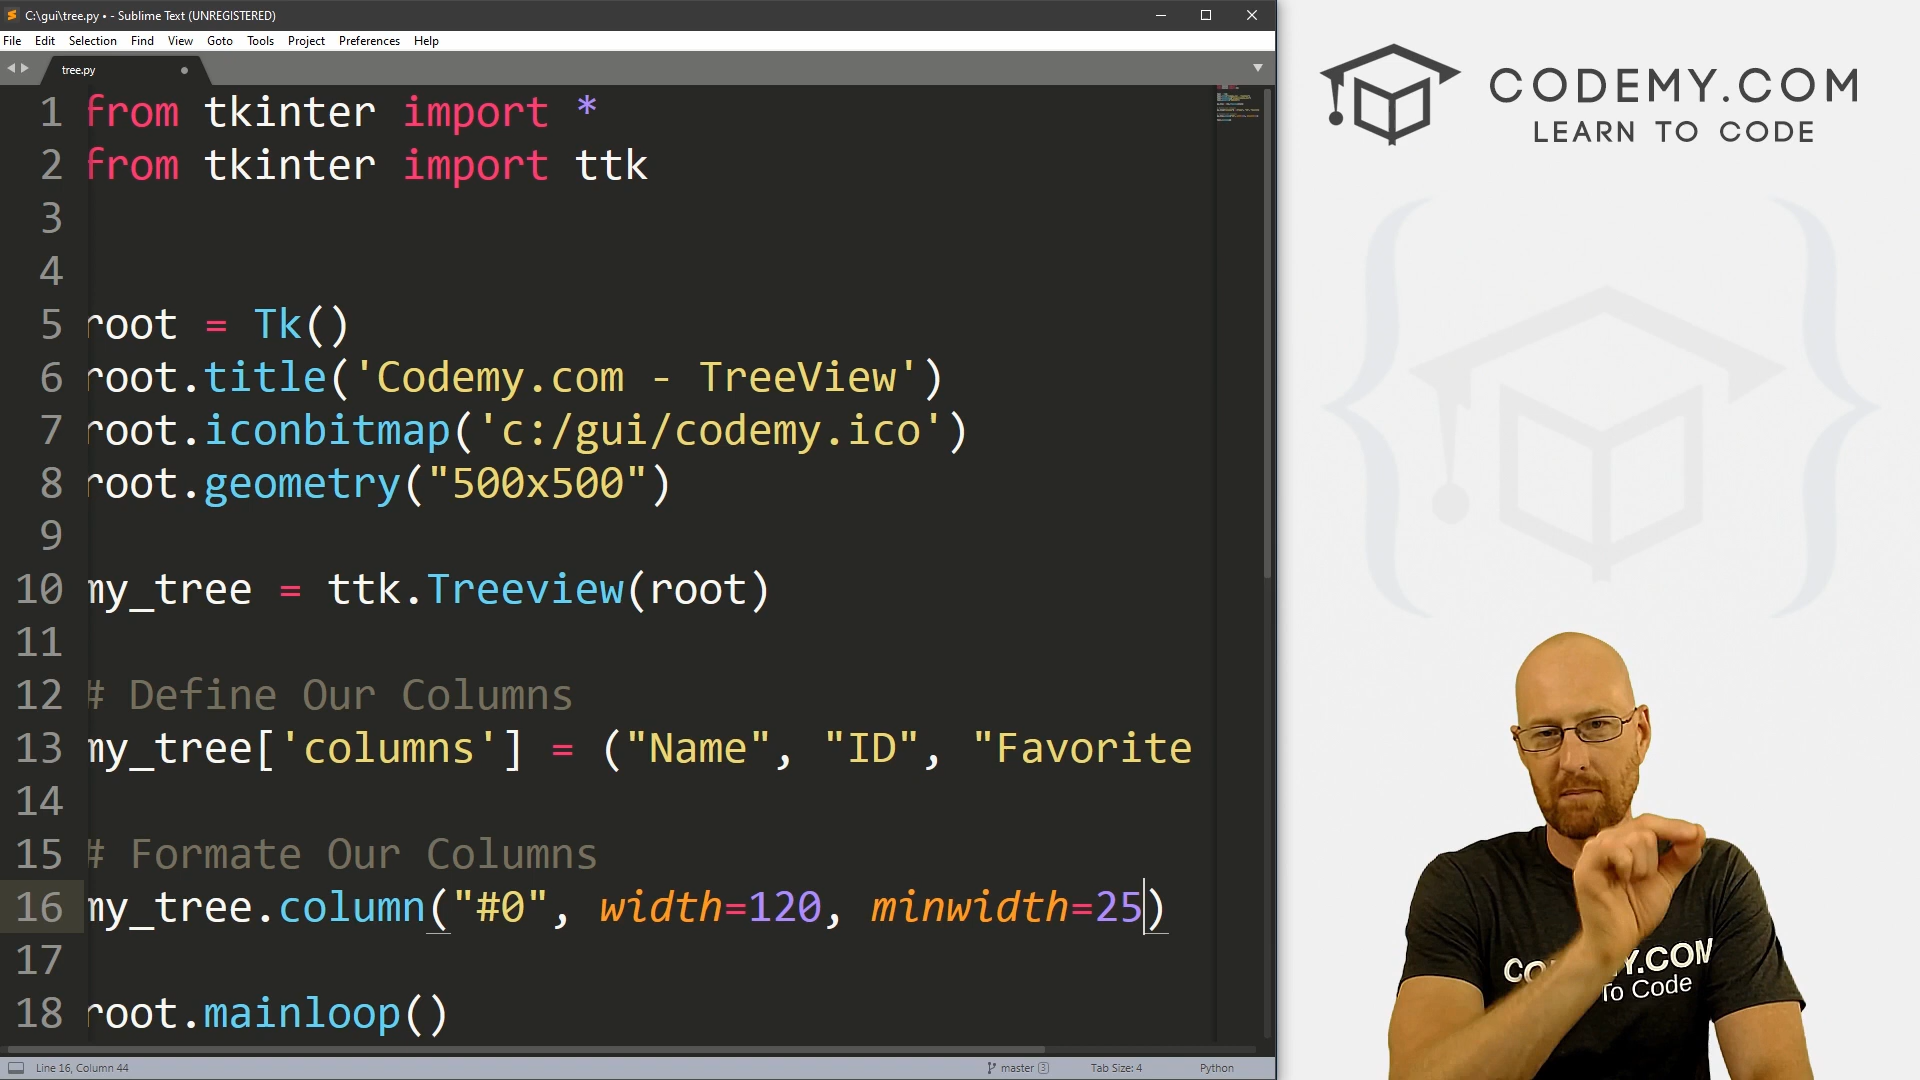 C:\gui\tree.py • - Sublime Text (UNREGISTERED)
File Edit Selection Find View Goto Tools Project Preferences Help
tree.py
1 from tkinter import *
2 from tkinter import ttk
3
4
5 root = Tk()
6 root.title('Codemy.com - TreeView')
7 root.iconbitmap('c:/gui/codemy.ico')
8 root.geometry("500x500")
9
10 my_tree = ttk.Treeview(root)
11
12 # Define Our Columns
13 my_tree['columns'] = ("Name", "ID", "Favorite
14
15 # Formate Our Columns
16 my_tree.column("#0", width=120, minwidth=25)
17
18 root.mainloop()
Line 16, Column 44 master 3 Tab Size: 4 Python
CODEMY.COM
LEARN TO CODE
CO Y.COM
To Code